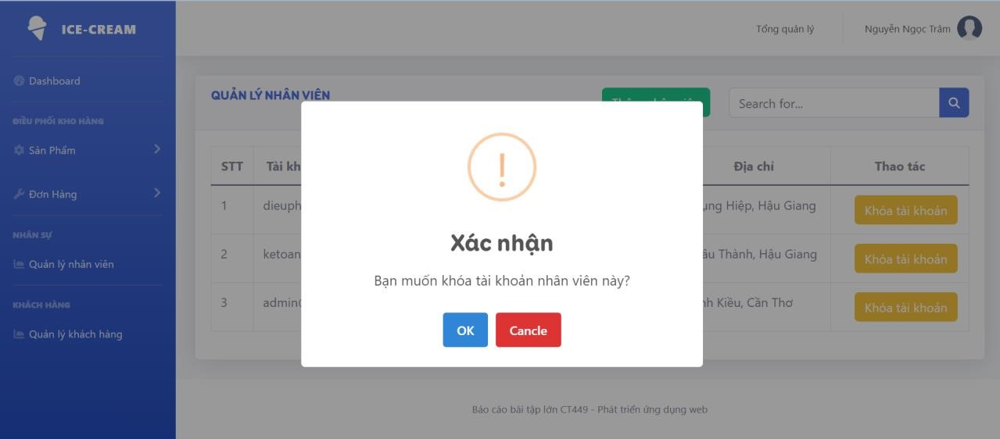 ICE-CREAM
Tổng quản lý
Nguyễn Ngọc Trâm
Dashboard
ĐIỀU PHỐI KHO HÀNG
Sản Phẩm
Đơn Hàng
NHÂN SỰ
Quản lý nhân viên
KHÁCH HÀNG
Quản lý khách hàng
QUẢN LÝ NHÂN VIÊN
Search for...
STT Tài kh Địa chỉ Thao tác
1 dieuph Hiệp, Hậu Giang Khóa tài khoản
2 ketoan Thành, Hậu Giang Khóa tài khoản
3 admin Kiều, Cần Thơ Khóa tài khoản
!
Xác nhận
Bạn muốn khóa tài khoản nhân viên này?
OK Cancle
Báo cáo bài tập lớn CT449 - Phát triển ứng dụng web